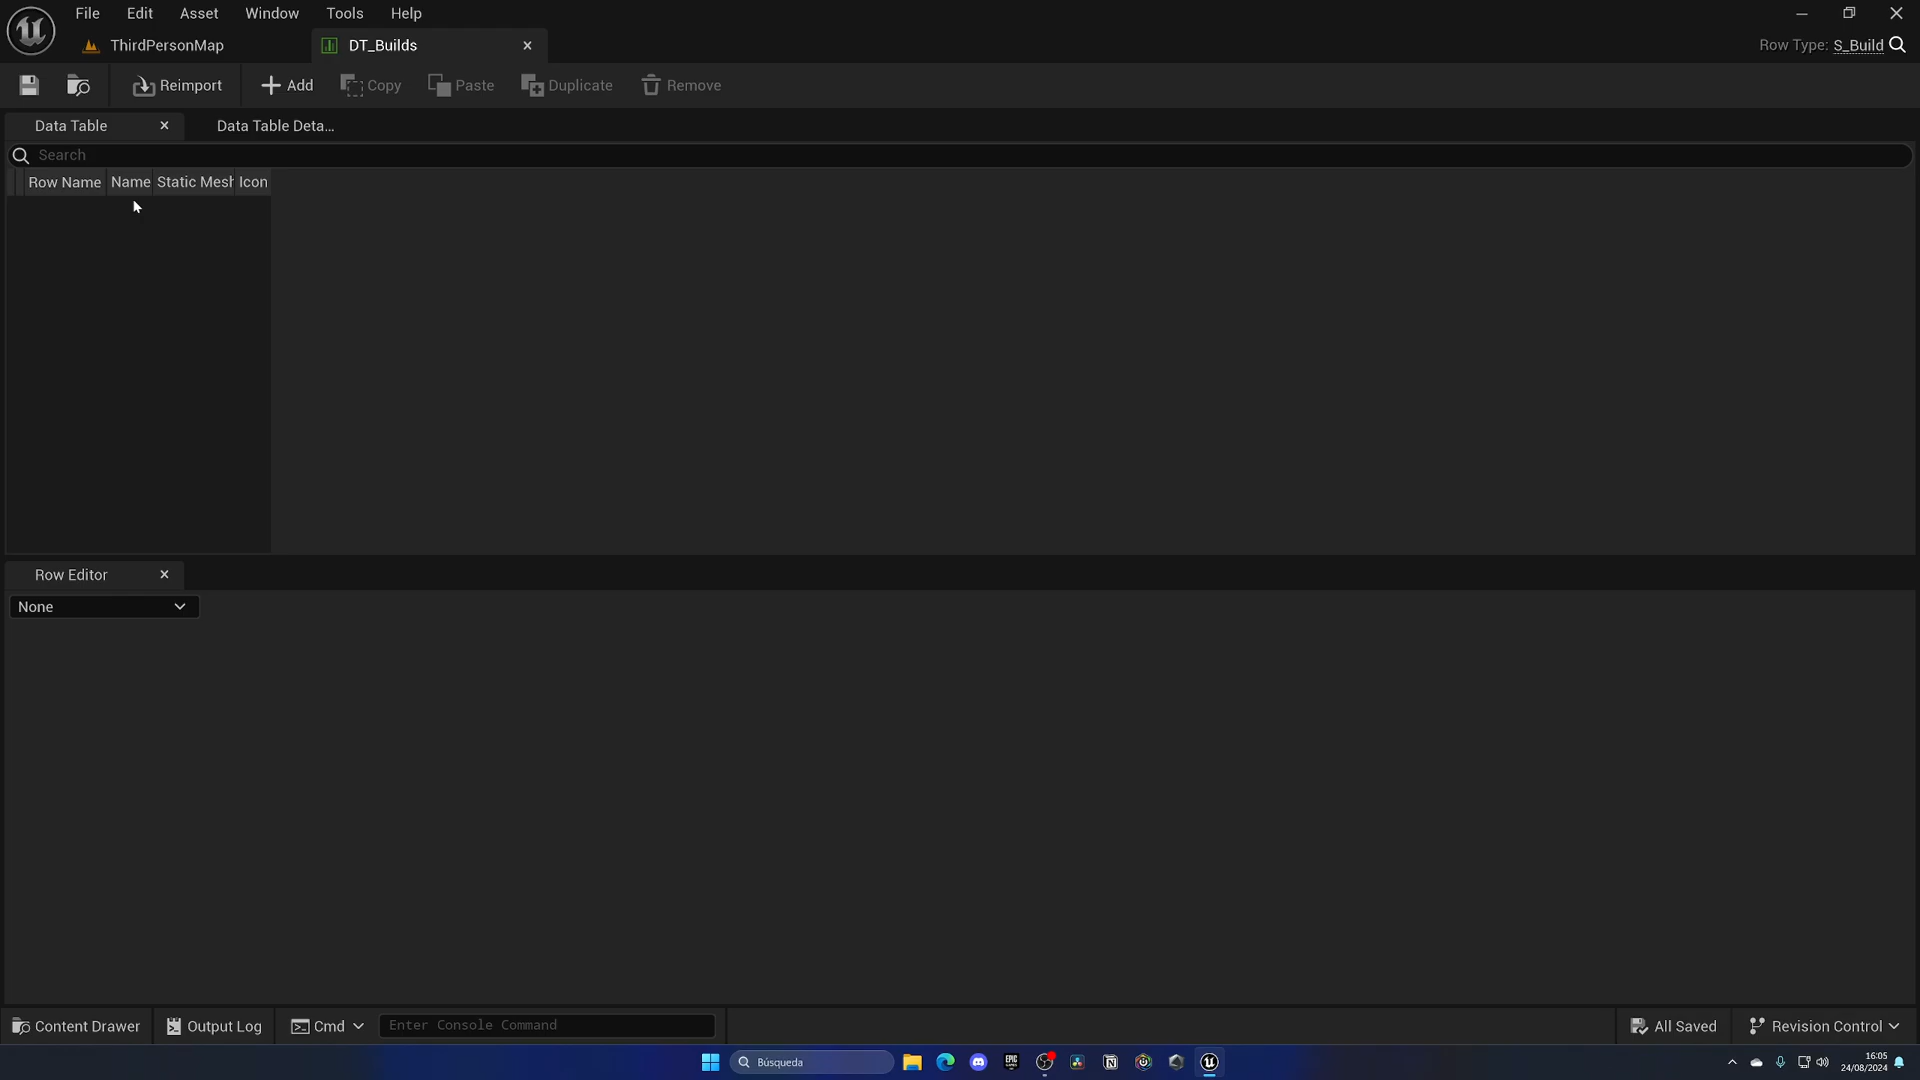 File Edit Asset Window Tools Help
ThirdPersonMap DT_Builds Row Type: S_Build
Reimport Add Copy Paste Duplicate Remove
Data Table Data Table Deta...
Search
Row Name Name Static Mesh Icon
Row Editor
None
Content Drawer Output Log Cmd Enter Console Command All Saved Revision Control
Búsqueda
EPIC
16:05
24/08/2024